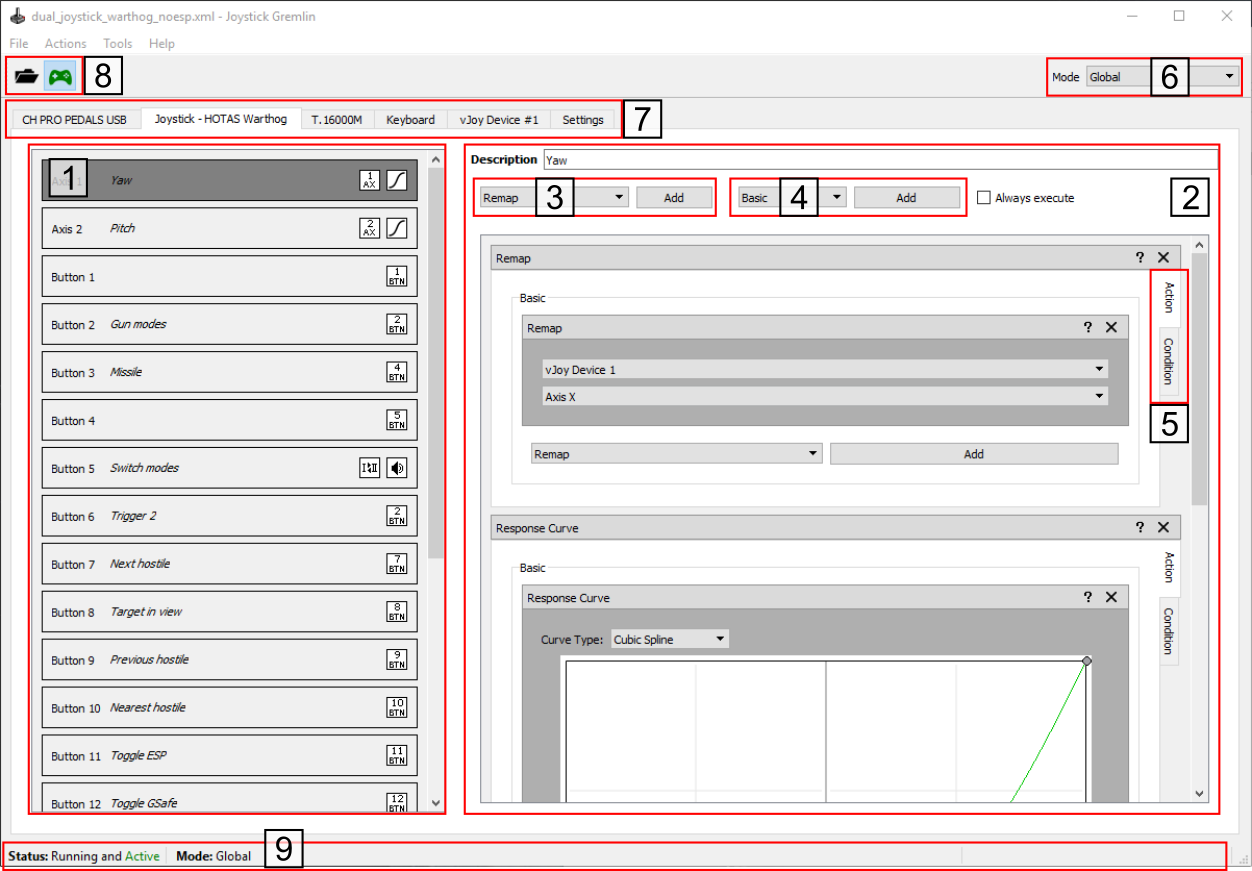 dual_joystick_warthog_noesp.xml - Joystick Gremlin
File Actions Tools Help
8
Mode Global 6
CH PRO PEDALS USB Joystick - HOTAS Warthog T.16000M Keyboard vJoy Device #1 Settings 7
Axis 1 Yaw 1 AX
1
Axis 2 Pitch 2 AX
Button 1 1 BTN
Button 2 Gun modes 2 BTN
Button 3 Missile 4 BTN
Button 4 5 BTN
Button 5 Switch modes
Button 6 Trigger 2 2 BTN
Button 7 Next hostile 7 BTN
Button 8 Target in view 8 BTN
Button 9 Previous hostile 9 BTN
Button 10 Nearest hostile 10 BTN
Button 11 Toggle ESP 11 BTN
Button 12 Toggle GSafe 12 BTN
Description Yaw
Remap 3 Add Basic 4 Add Always execute 2
Remap ?
Action
Condition
5
Basic
Remap ?
vJoy Device 1
Axis X
Remap Add
Response Curve ?
Action
Condition
Basic
Response Curve ?
Curve Type: Cubic Spline
Status: Running and Active Mode: Global 9